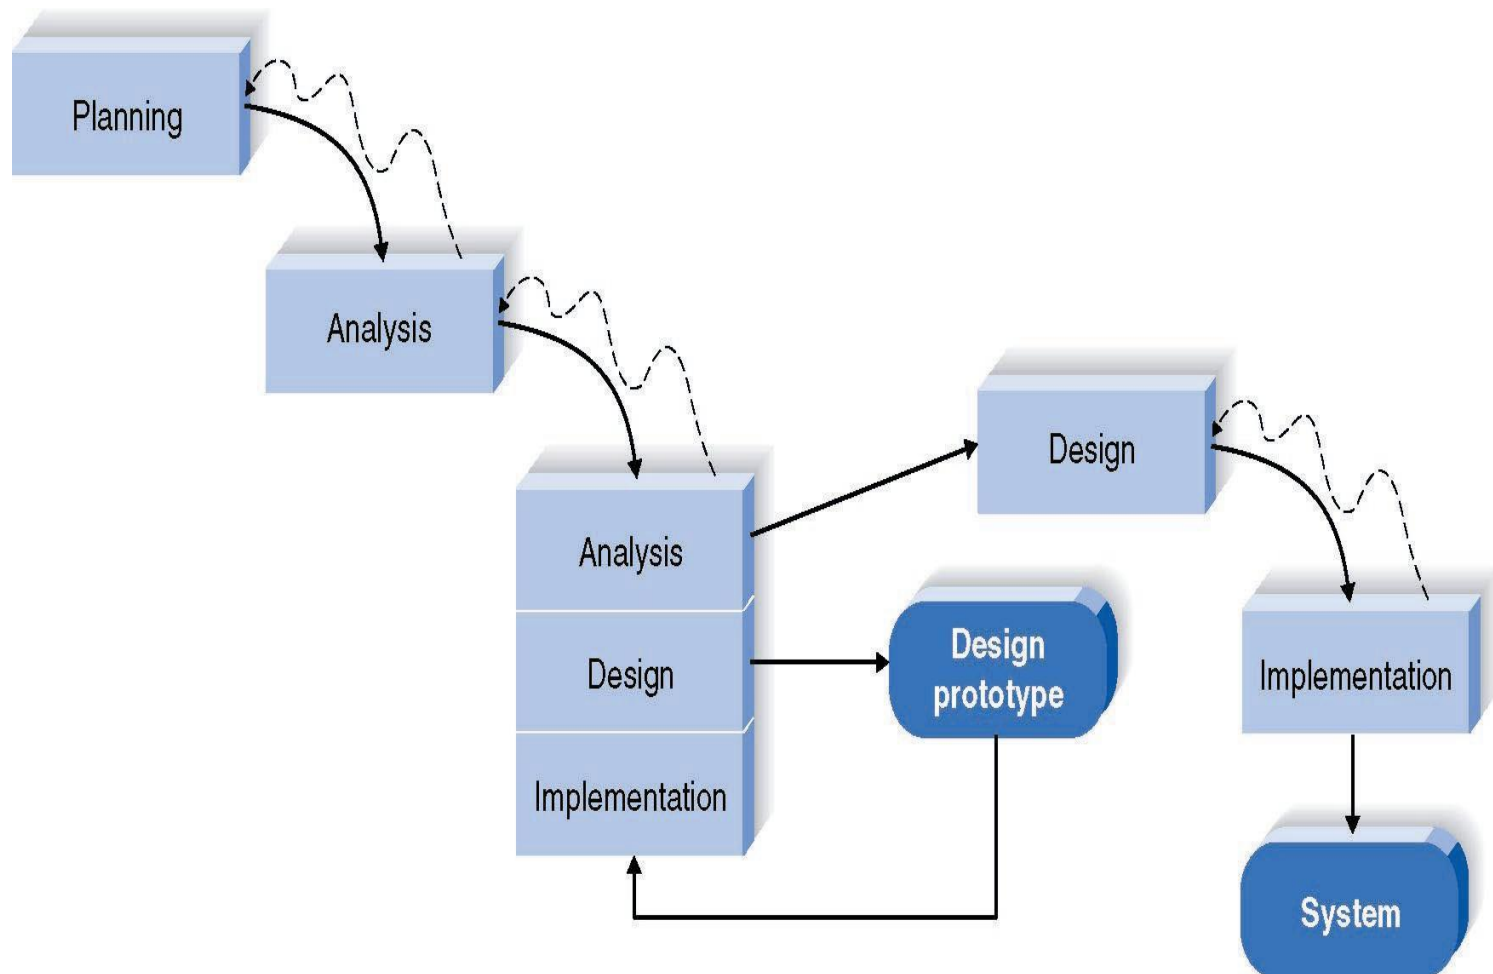 Planning
Analysis
Analysis
Design
Implementation
Design
prototype
Design
Implementation
System